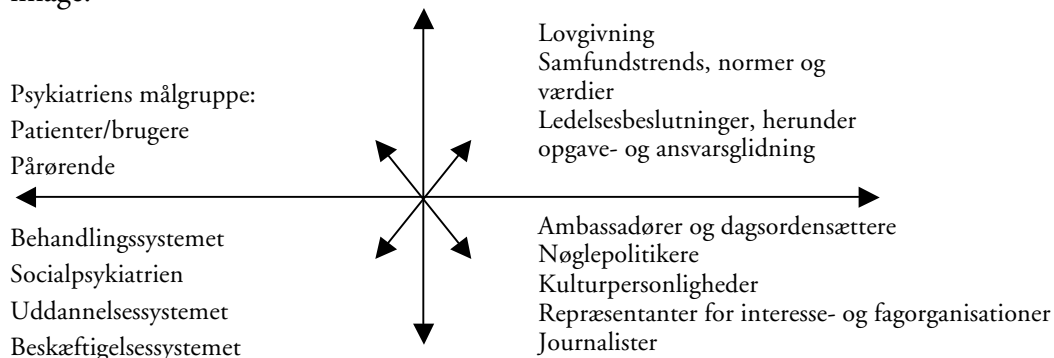 image.
Psykiatriens målgruppe:
Patienter/brugere
Pårørende
Lovgivning
Samfundstrends, normer og
værdier
Ledelsesbeslutninger, herunder
opgave- og ansvarsglidning
Behandlingssystemet
Socialpsykiatrien
Uddannelsessystemet
Beskæftigelsessystemet
Ambassadører og dagsordensættere
Nøglepolitikere
Kulturpersonligheder
Repræsentanter for interesse- og fagorganisationer
Journalister